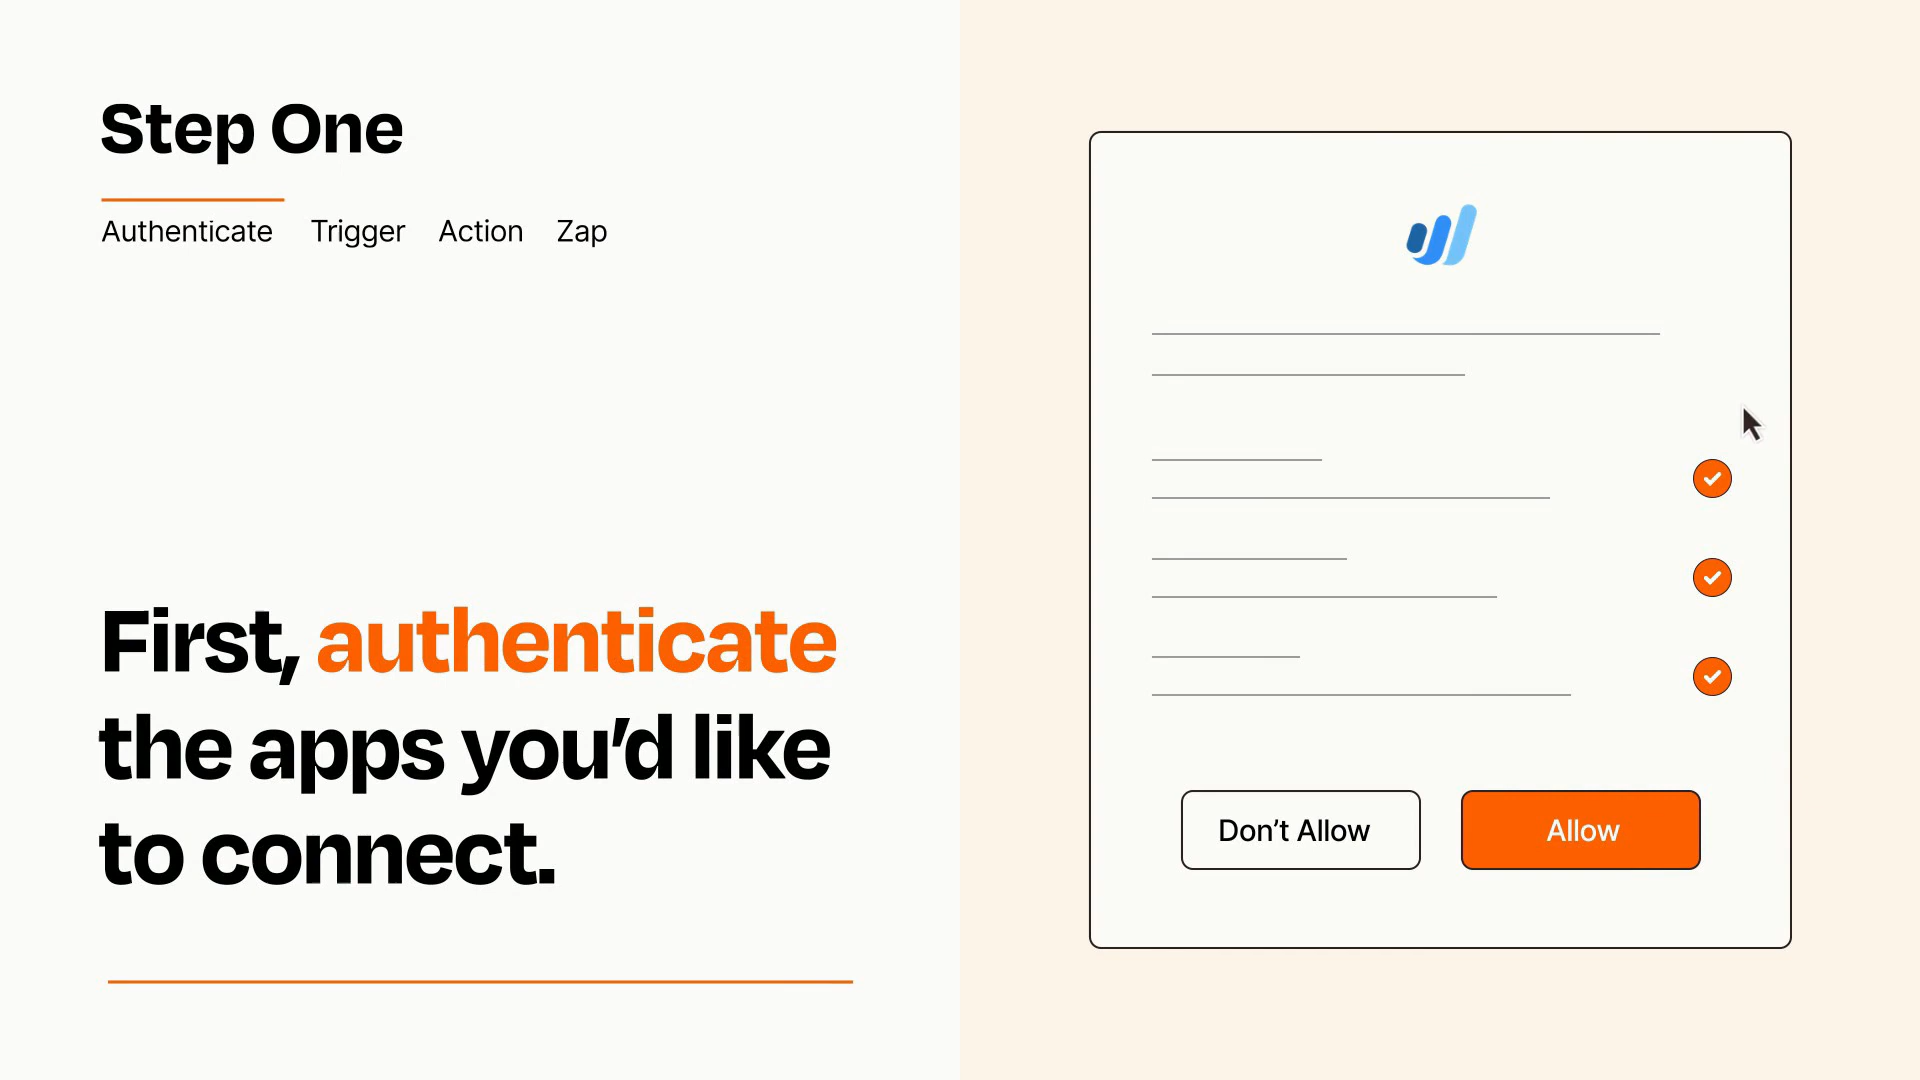 Step One
Authenticate Trigger Action Zap
First, authenticate
the apps you’d like
to connect.
Don’t Allow Allow